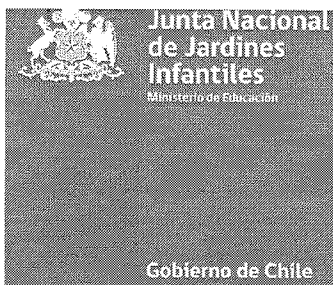 Junta Nacional
de Jardines
Infantiles
Ministerio de Educación
Gobierno de Chile